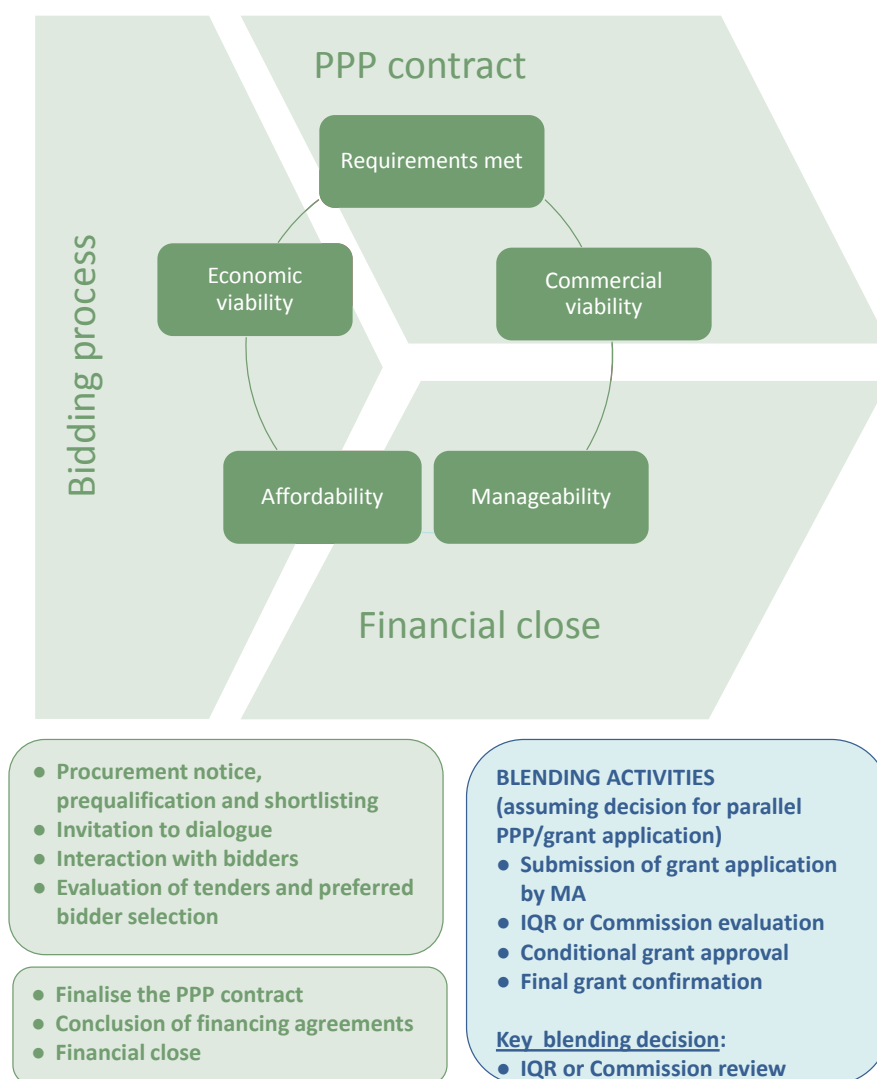 PPP contract
Requirements met
Bidding process
Economic
viability
Commercial
viability
Affordability
Manageability
Financial close
● Procurement notice,
prequalification and shortlisting
● Invitation to dialogue
● Interaction with bidders
● Evaluation of tenders and preferred
bidder selection
● Finalise the PPP contract
● Conclusion of financing agreements
● Financial close
BLENDING ACTIVITIES
(assuming decision for parallel
PPP/grant application)
● Submission of grant application
by MA
● IQR or Commission evaluation
● Conditional grant approval
● Final grant confirmation
Key blending decision:
● IQR or Commission review